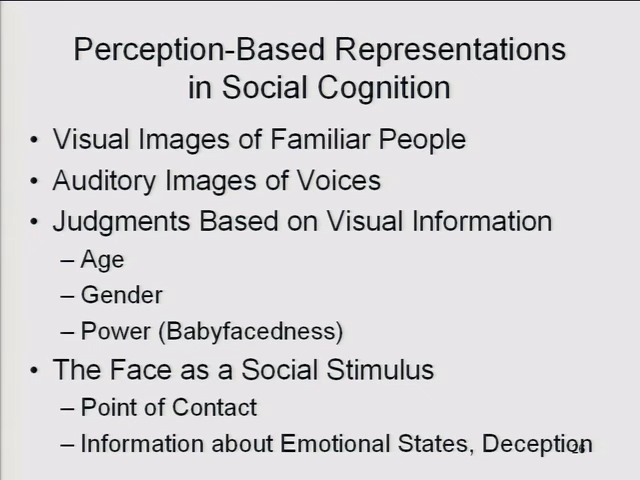 Perception-Based Representations
in Social Cognition
• Visual Images of Familiar People
• Auditory Images of Voices
• Judgments Based on Visual Information
– Age
– Gender
– Power (Babyfacedness)
• The Face as a Social Stimulus
– Point of Contact
– Information about Emotional States, Deception
26